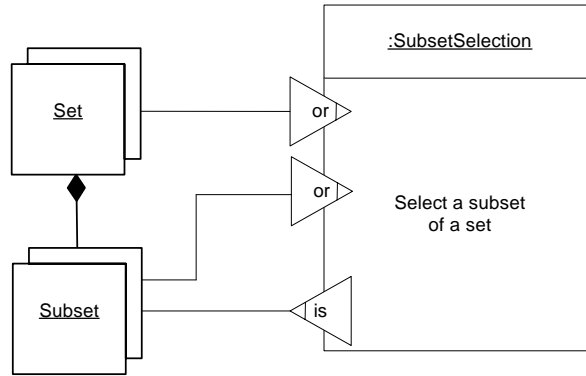 :SubsetSelection
Set
or
or
Select a subset
of a set
Subset
is